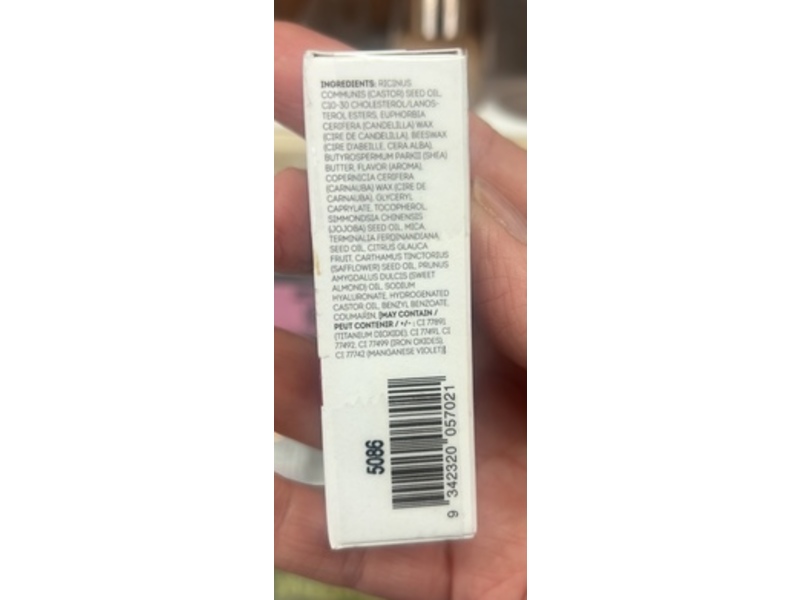 INGREDIENTS: RICINUS
COMMUNIS (CASTOR) SEED OIL,
C10-30 CHOLESTEROL/LANOS-
TEROL ESTERS, EUPHORBIA
CERIFERA (CANDELILLA) WAX
(CIRE DE CANDELILLA), BEESWAX
(CIRE D'ABEILLE, CERA ALBA),
BUTYROSPERMUM PARKII (SHEA)
BUTTER, FLAVOR (AROMA),
COPERNICIA CERIFERA
(CARNAUBA) WAX (CIRE DE
CARNAUBA), GLYCERYL
CAPRYLATE, TOCOPHEROL,
SIMMONDSIA CHINENSIS
(JOJOBA) SEED OIL, MICA,
TERMINALIA FERDINANDIANA
SEED OIL, CITRUS GLAUCA
FRUIT, CARTHAMUS TINCTORIUS
(SAFFLOWER) SEED OIL, PRUNUS
AMYGDALUS DULCIS (SWEET
ALMOND) OIL, SODIUM
HYALURONATE, HYDROGENATED
CASTOR OIL, BENZYL BENZOATE,
COUMARIN. [MAY CONTAIN /
PEUT CONTENIR / +/- : CI 77891
(TITANIUM DIOXIDE), CI 77491, CI
77492, CI 77499 (IRON OXIDES),
CI 77742 (MANGANESE VIOLET)]
5086
9 342320 057021